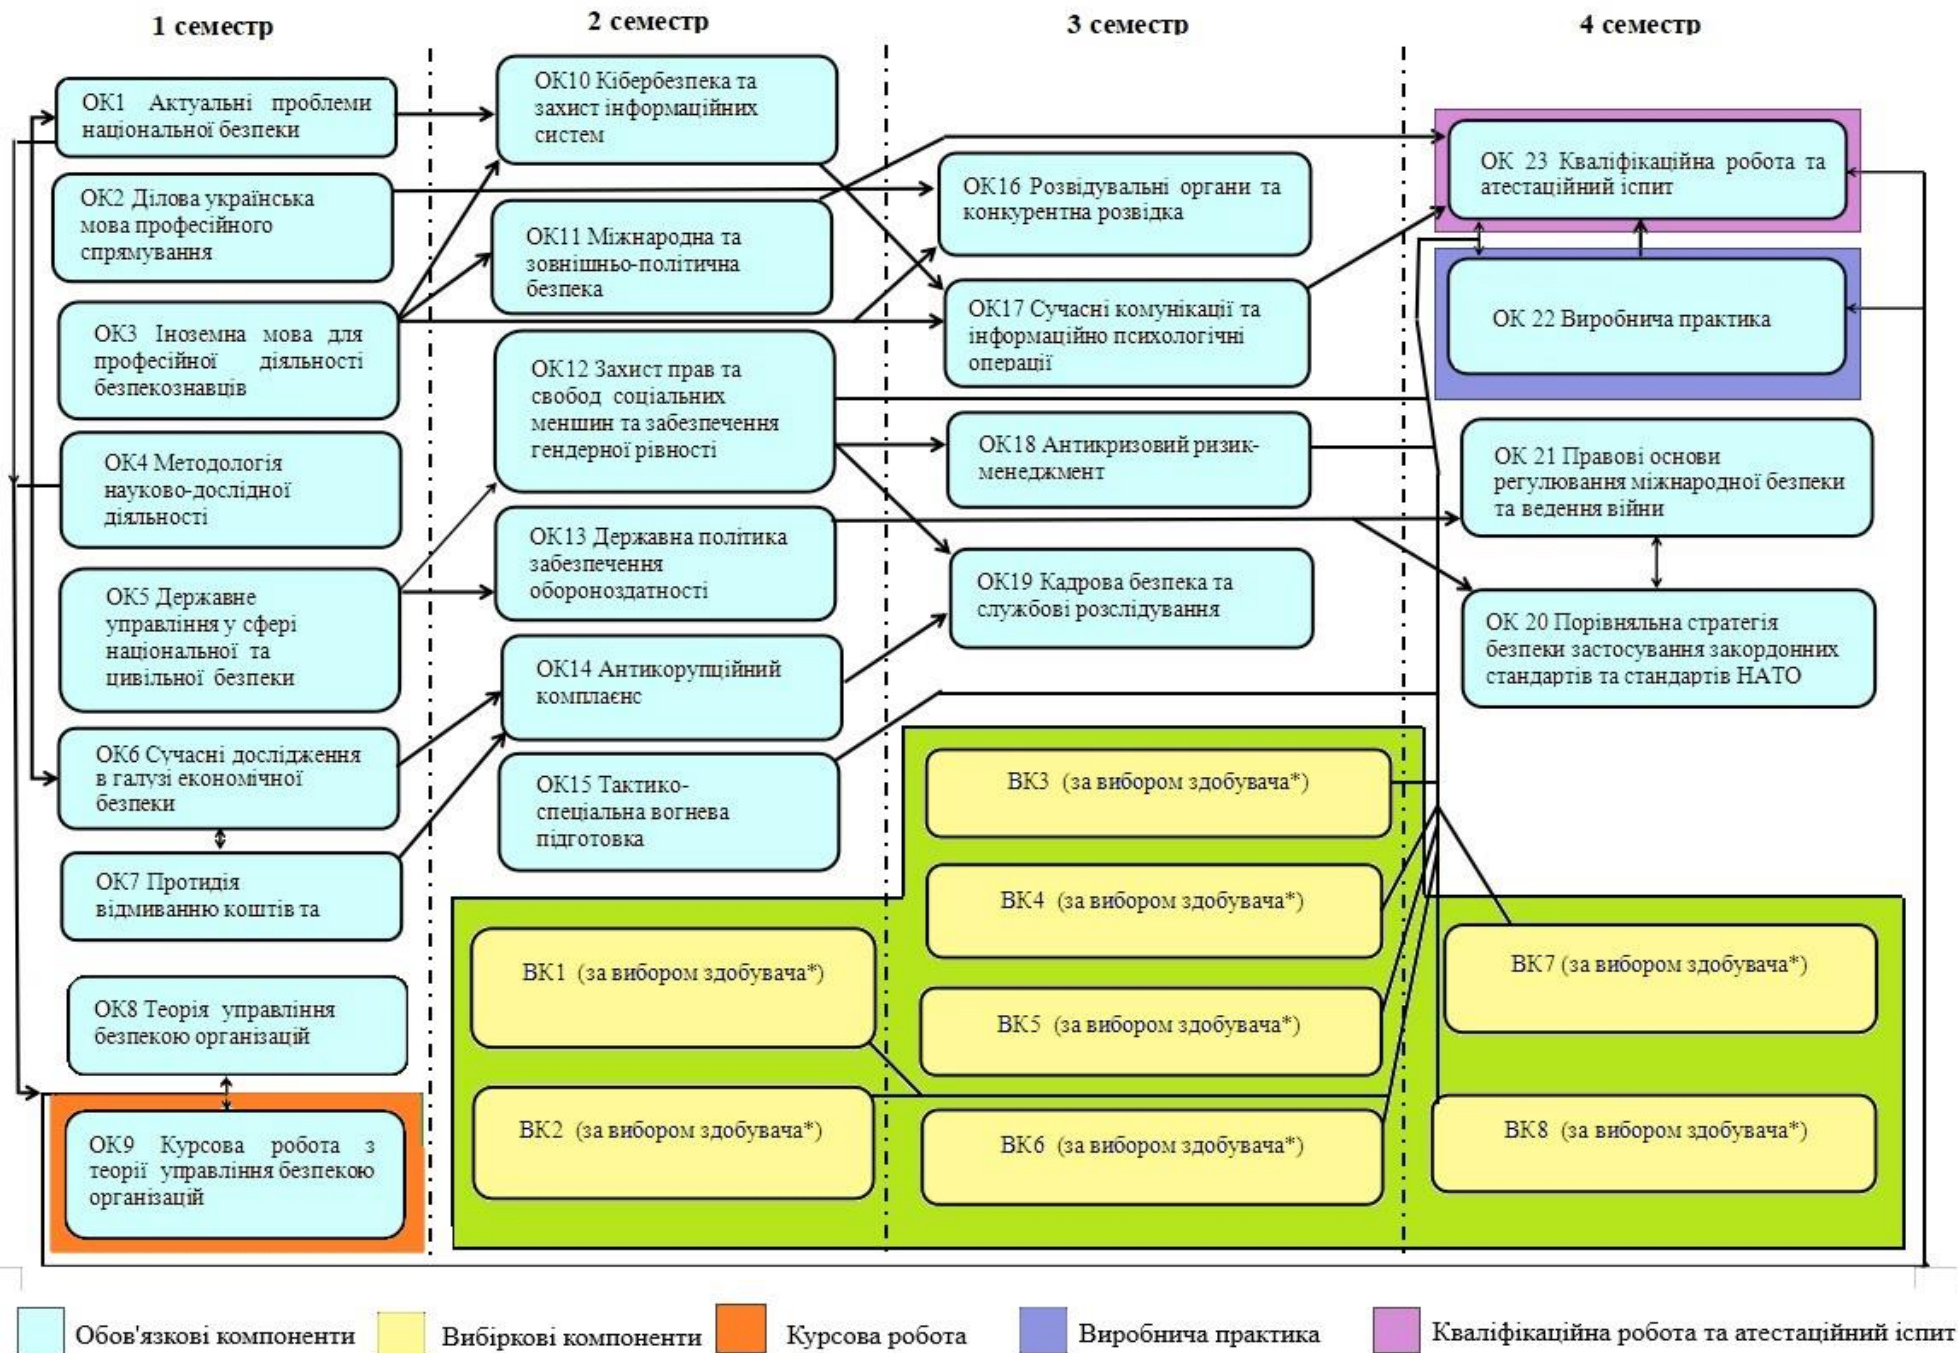 1 семестр
2 семестр
3 семестр
4 семестр
ОК1 Актуальні проблеми
національної безпеки
ОК2 Ділова українська
мова професійного
спрямування
ОК3 Іноземна мова для
професійної діяльності
безпекознавців
ОК4 Методологія
науково-дослідної
діяльності
ОК5 Державне
управління у сфері
національної та
цивільної безпеки
ОК6 Сучасні дослідження
в галузі економічної
безпеки
ОК7 Протидія
відмиванню коштів та
ОК8 Теорія управління
безпекою організацій
ОК9 Курсова робота з
теорії управління безпекою
організацій
ОК10 Кібербезпека та
захист інформаційних
систем
ОК11 Міжнародна та
зовнішньо-політична
безпека
ОК12 Захист прав та
свобод соціальних
меншин та забезпечення
гендерної рівності
ОК13 Державна політика
забезпечення
обороноздатності
ОК14 Антикорупційний
комплаєнс
ОК15 Тактико-
спеціальна вогнева
підготовка
ВК1 (за вибором здобувача*)
ВК2 (за вибором здобувача*)
ОК16 Розвідувальні органи та
конкурентна розвідка
ОК17 Сучасні комунікації та
інформаційно психологічні
операції
ОК18 Антикризовий ризик-
менеджмент
ОК19 Кадрова безпека та
службові розслідування
ВК3 (за вибором здобувача*)
ВК4 (за вибором здобувача*)
ВК5 (за вибором здобувача*)
ВК6 (за вибором здобувача*)
ОК 23 Кваліфікаційна робота та
атестаційний іспит
ОК 22 Виробнича практика
ОК 21 Правові основи
регулювання міжнародної безпеки
та ведення війни
ОК 20 Порівняльна стратегія
безпеки застосування закордонних
стандартів та стандартів НАТО
ВК7 (за вибором здобувача*)
ВК8 (за вибором здобувача*)
Обов'язкові компоненти
Вибіркові компоненти
Курсова робота
Виробнича практика
Кваліфікаційна робота та атестаційний іспит